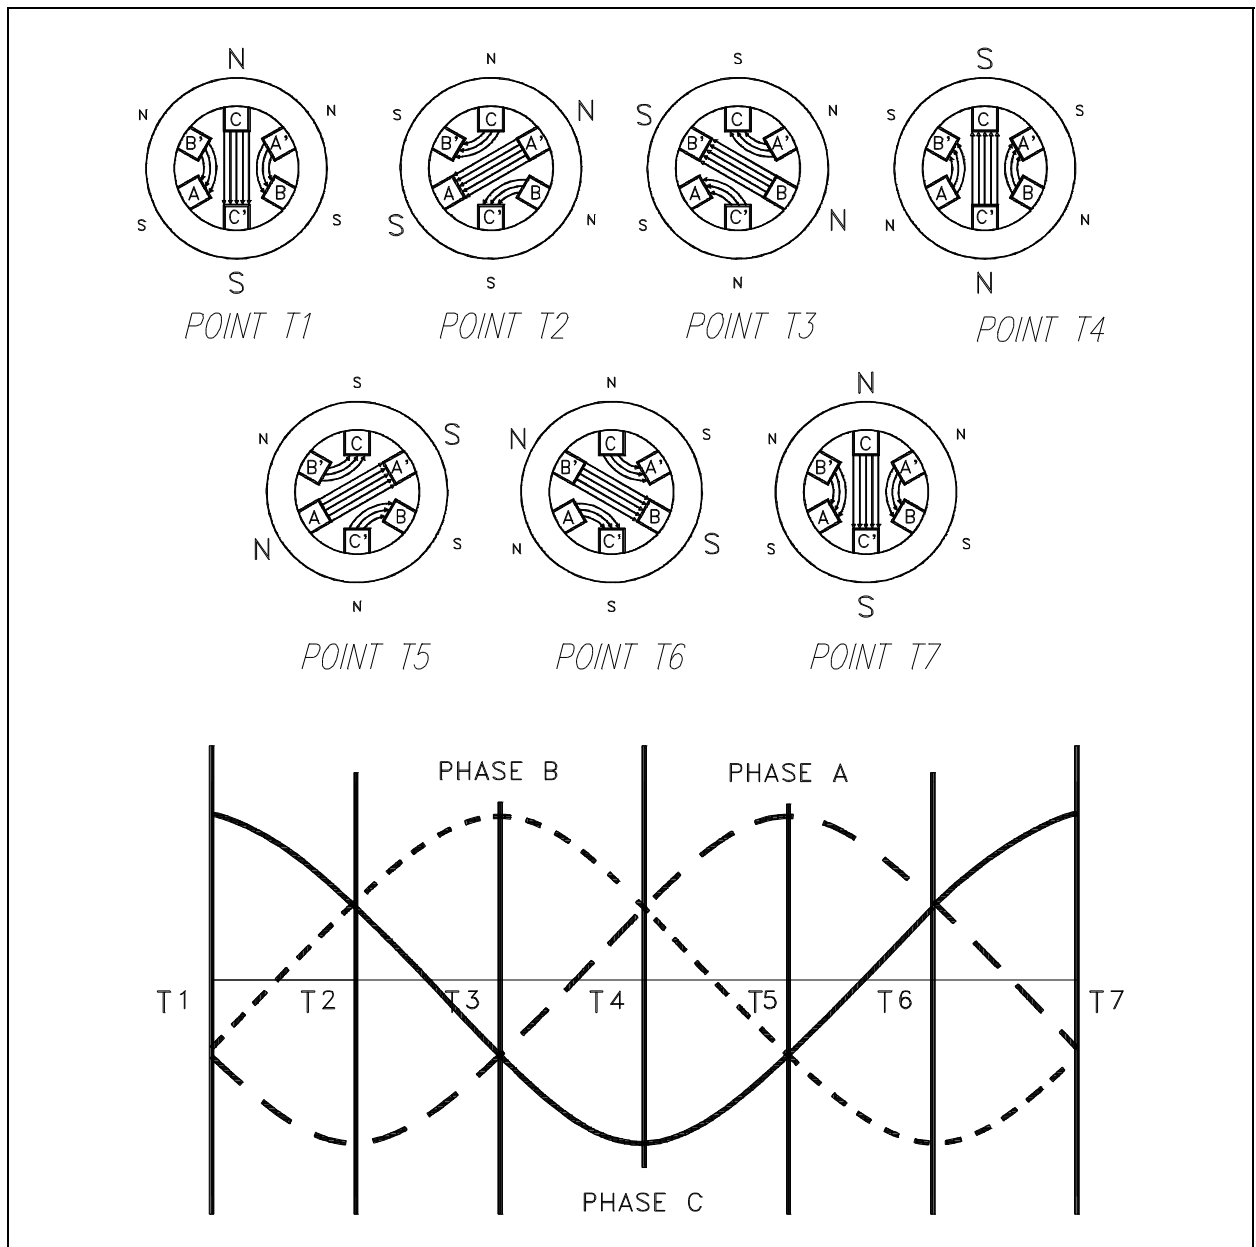 N
N N
B' C A'
A C' B
S S
S
POINT T1
N
S N
B' C A'
A C' B
S N
S
POINT T2
S
S N
B' C A'
A C' B
S N
N
POINT T3
S
N S
B' C A'
A C' B
N N
N
POINT T4
S
N S
B' C A'
A C' B
N S
N
POINT T5
N
N S
B' C A'
A C' B
N S
S
POINT T6
N
N N
B' C A'
A C' B
S S
S
POINT T7
PHASE B PHASE A
T1 T2 T3 T4 T5 T6 T7
PHASE C